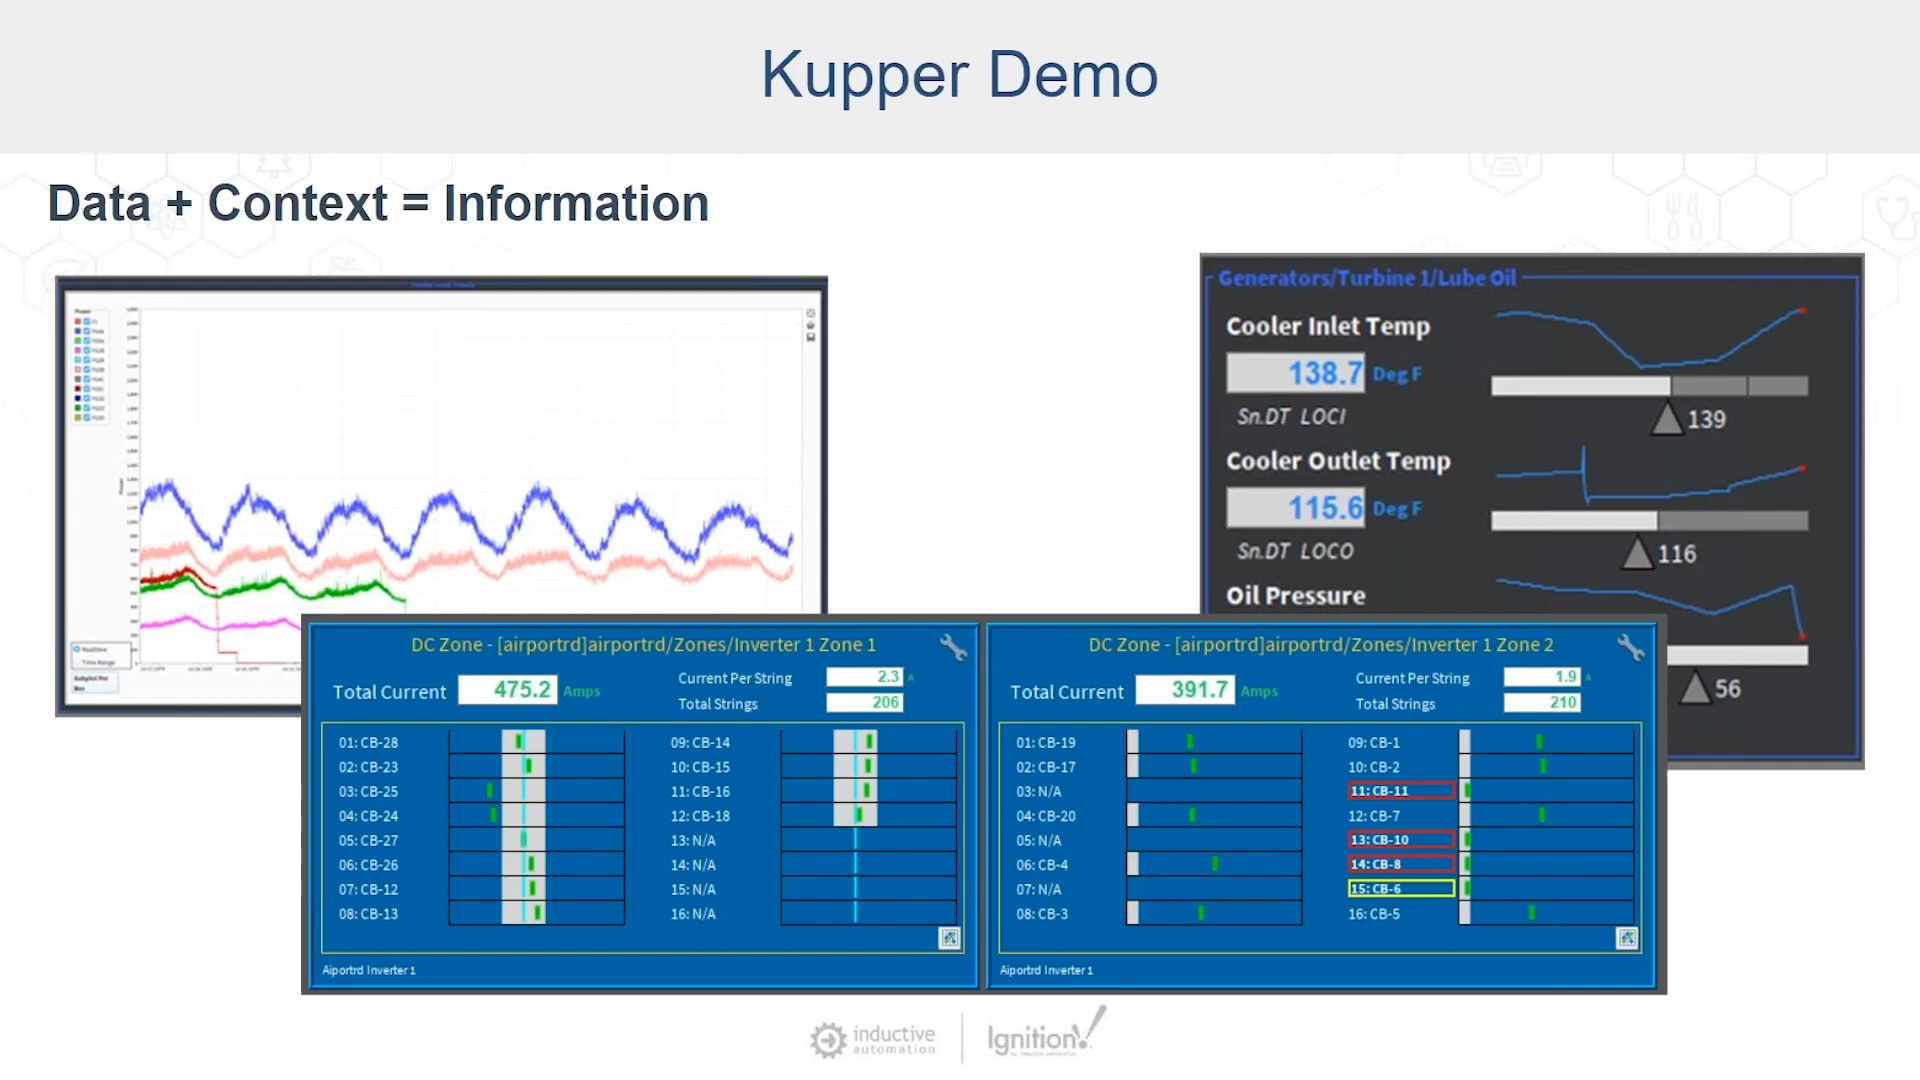 Kupper Demo
Data + Context = Information
Power
Realtime
Time Range
Generators/Turbine 1/Lube Oil
Cooler Inlet Temp
138.7 Deg F
Sn.DT LOCI
139
Cooler Outlet Temp
115.6 Deg F
Sn.DT LOCO
116
Oil Pressure
56
DC Zone - [airportrd]airportrd/Zones/Inverter 1 Zone 1
Total Current 475.2 Amps
Current Per String 2.3 A
Total Strings 206
01: CB-28
02: CB-23
03: CB-25
04: CB-24
05: CB-27
06: CB-26
07: CB-12
08: CB-13
09: CB-14
10: CB-15
11: CB-16
12: CB-18
13: N/A
14: N/A
15: N/A
16: N/A
Aiportrd Inverter 1
DC Zone - [airportrd]airportrd/Zones/Inverter 1 Zone 2
Total Current 391.7 Amps
Current Per String 1.9 A
Total Strings 210
01: CB-19
02: CB-17
03: N/A
04: CB-20
05: N/A
06: CB-4
07: N/A
08: CB-3
09: CB-1
10: CB-2
11: CB-11
12: CB-7
13: CB-10
14: CB-8
15: CB-6
16: CB-5
Aiportrd Inverter 1
inductive
automation
Ignition!
by inductive automation